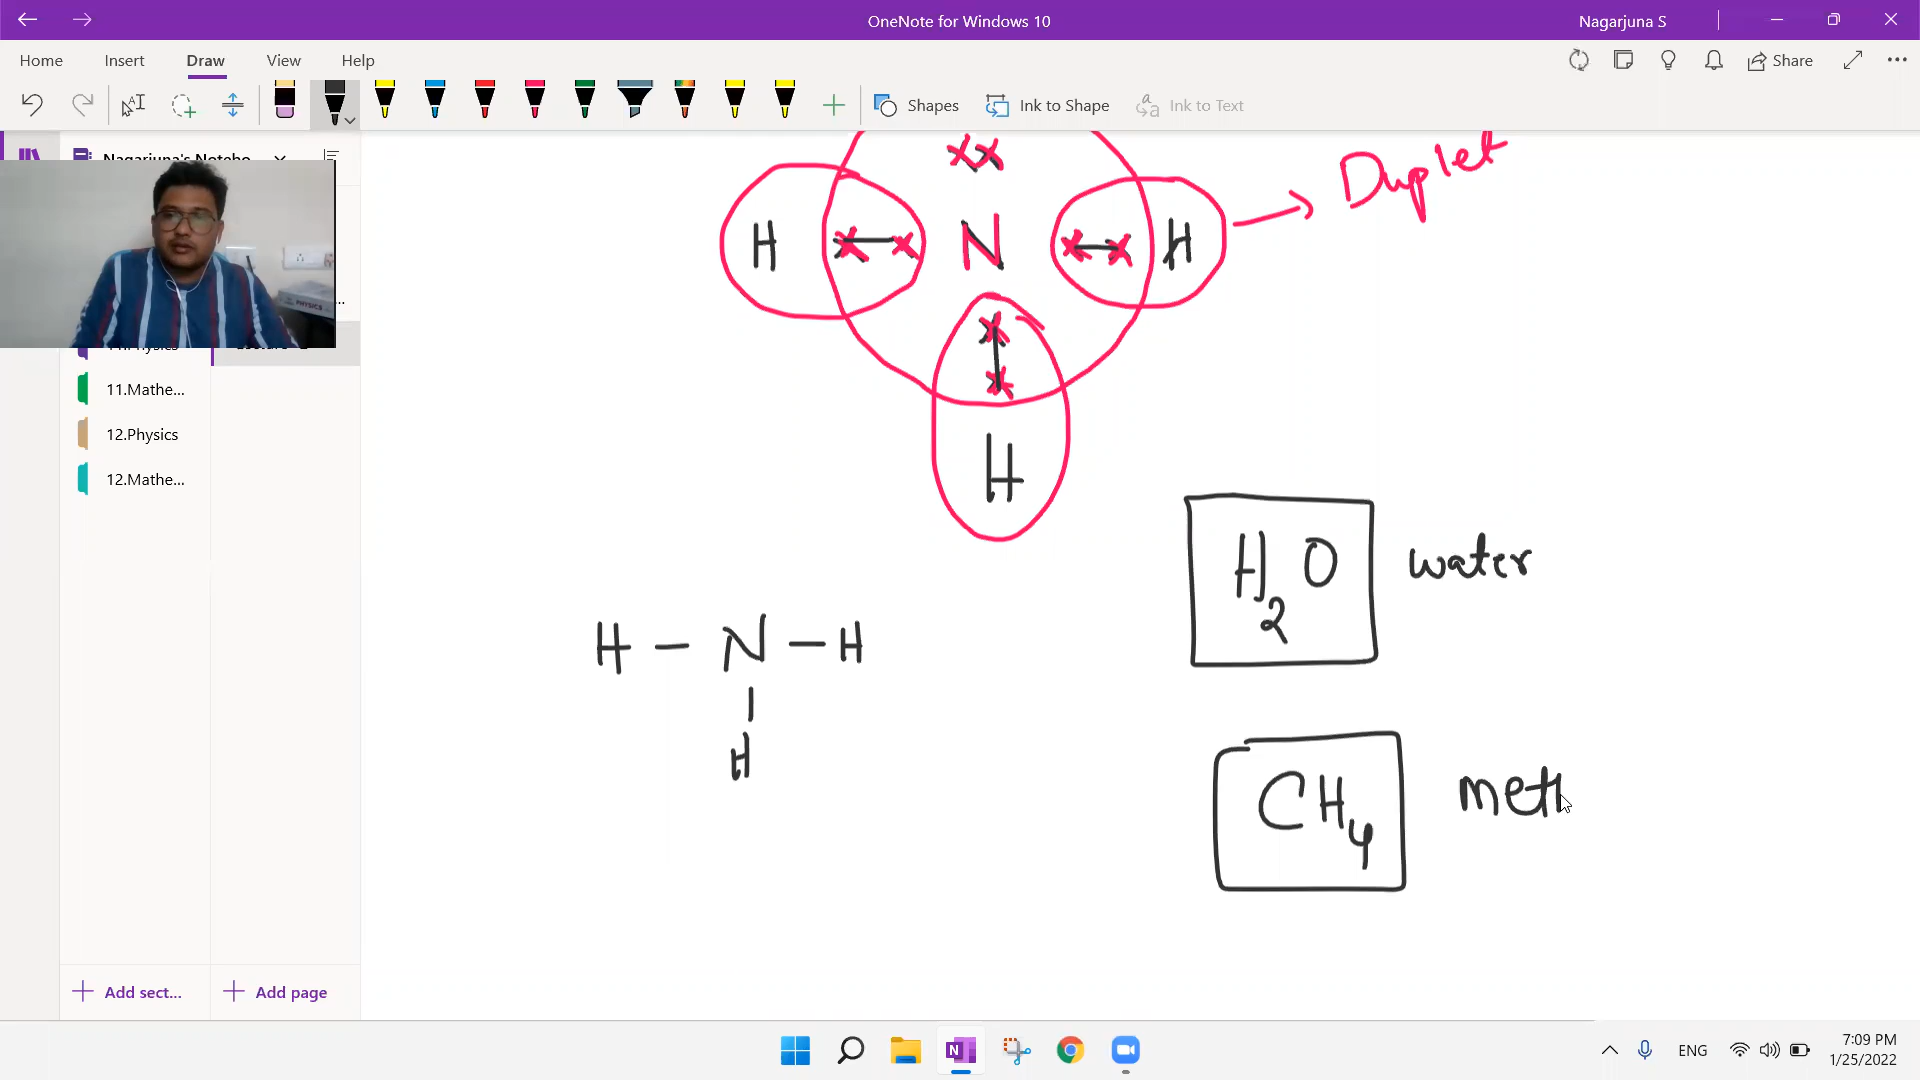 OneNote for Windows 10
Nagarjuna S
Home Insert Draw View Help
Share
Shapes Ink to Shape Ink to Text
Nagarjuna's Notebo
11.Mathe...
12.Physics
12.Mathe...
xx
Duplet
H x x N x x H
x
x
H
H2O water
H - N - H
H
CH4 meth
Add sect... Add page
ENG
7:09 PM
1/25/2022